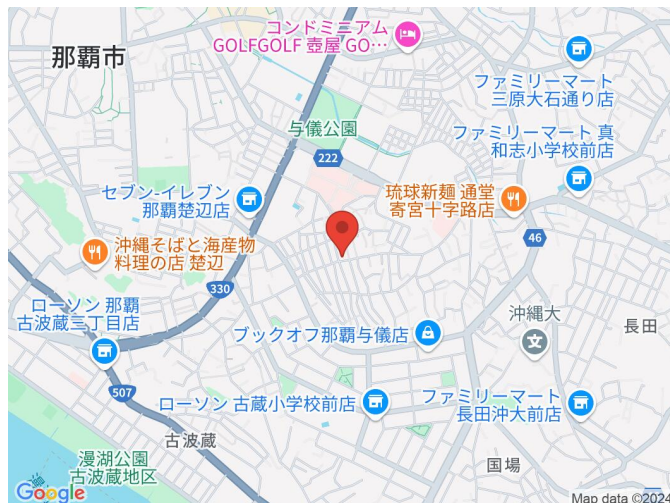 コンドミニアム
GOLFGOLF 壺屋 GO…
那覇市
ファミリーマート
三原大石通り店
与儀公園
ファミリーマート 真
和志小学校前店
222
セブン-イレブン
那覇楚辺店
琉球新麺 通堂
寄宮十字路店
46
沖縄そばと海産物
料理の店 楚辺
330
ローソン 那覇
古波蔵三丁目店
ブックオフ那覇与儀店
沖縄大
長田
507
ローソン 古蔵小学校前店
ファミリーマート
長田沖大前店
古波蔵
漫湖公園
古波蔵地区
国場
Google
Map data ©2024